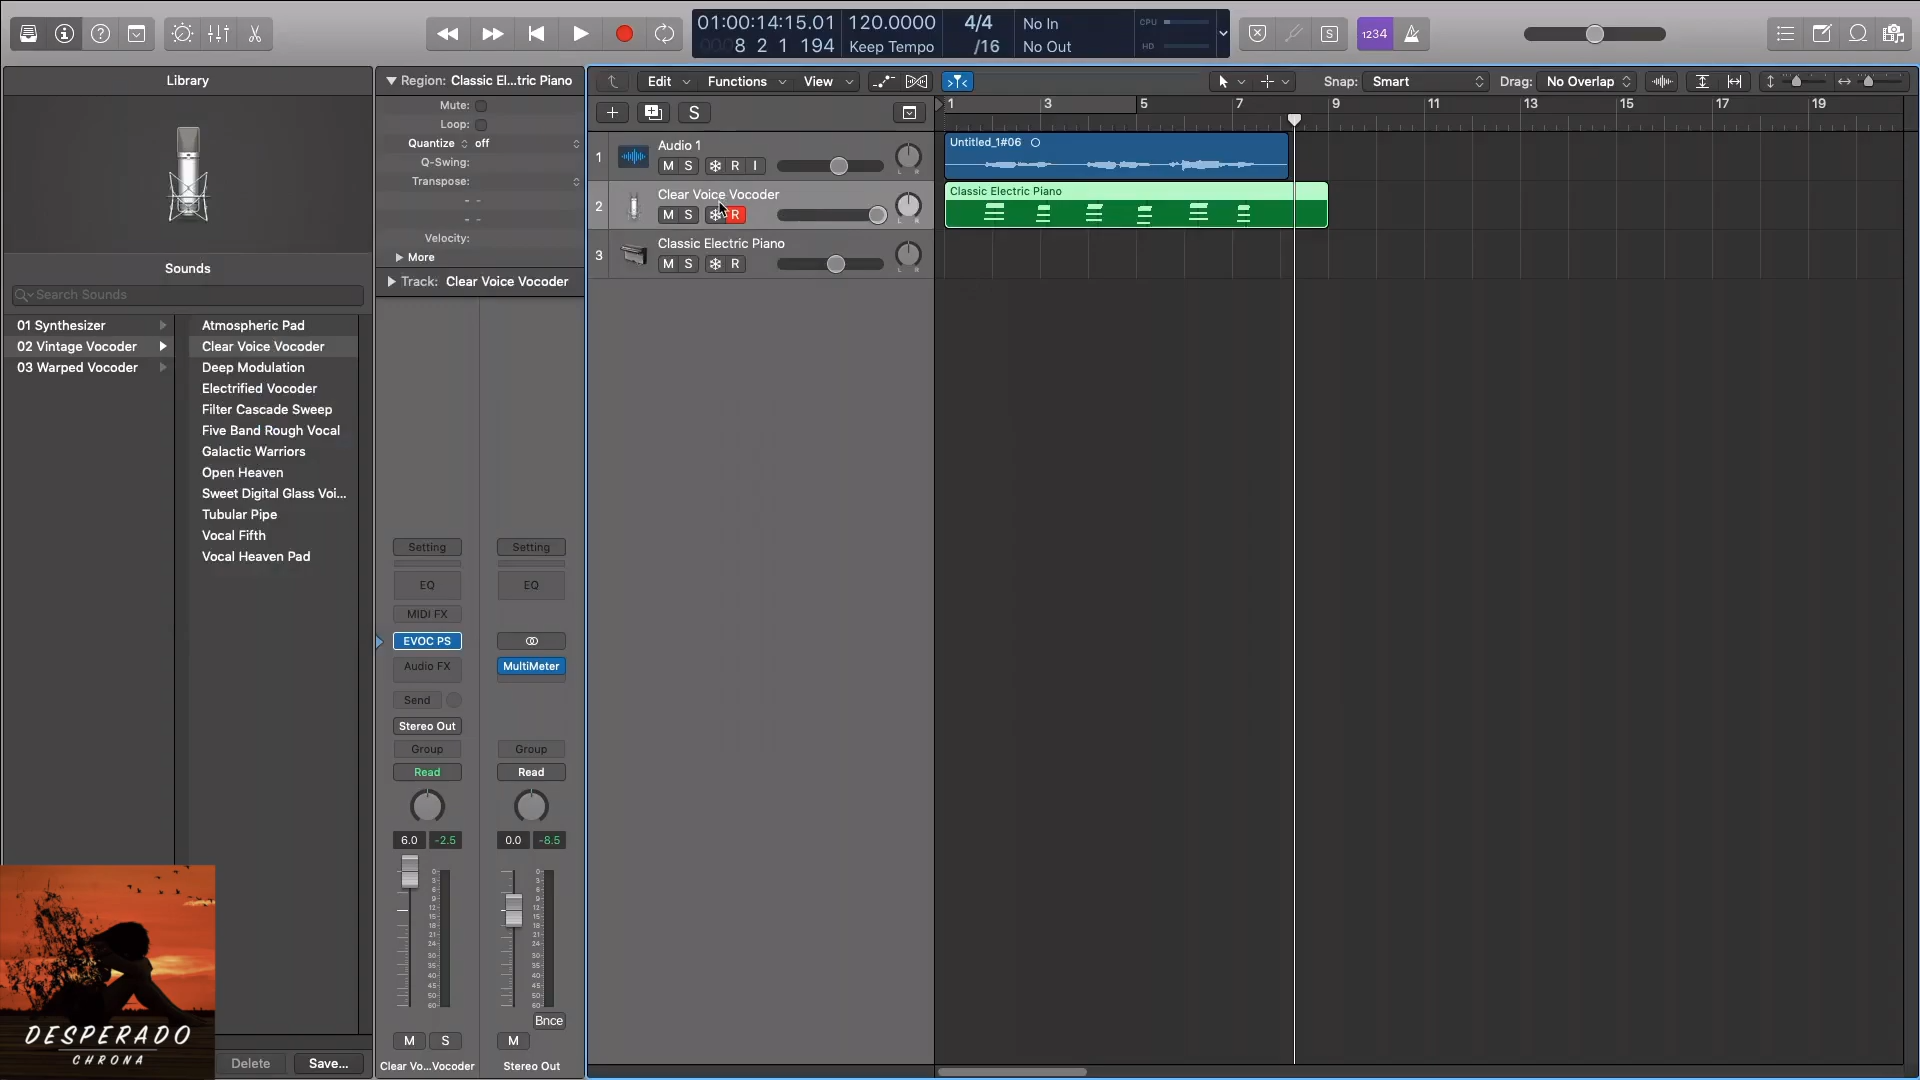 1234
01:00:14:15.01
8 2 1 194
120.0000
Keep Tempo
4/4
/16
No In
No Out
CPU
HD
Library
Sounds
Search Sounds
01 Synthesizer
02 Vintage Vocoder
03 Warped Vocoder
Atmospheric Pad
Clear Voice Vocoder
Deep Modulation
Electrified Vocoder
Filter Cascade Sweep
Five Band Rough Vocal
Galactic Warriors
Open Heaven
Sweet Digital Glass Voi...
Tubular Pipe
Vocal Fifth
Vocal Heaven Pad
Delete
Save...
DESPERADO
CHRONA
Region: Classic El...tric Piano
Mute:
Loop:
Quantize off
Q-Swing:
Transpose:
- -
- -
Velocity:
More
Track: Clear Voice Vocoder
Setting
EQ
MIDI FX
EVOC PS
Audio FX
Send
Stereo Out
Group
Read
6.0 -2.5
M S
Clear Vo...Vocoder
Setting
EQ
MultiMeter
Group
Read
0.0 -8.5
Bnce
M
Stereo Out
Edit Functions View
Snap: Smart
Drag: No Overlap
S
1 3 5 7 9 11 13 15 17 19
1 Audio 1
M S R I
2 Clear Voice Vocoder
M S R
3 Classic Electric Piano
M S R
Untitled_1#06
Classic Electric Piano